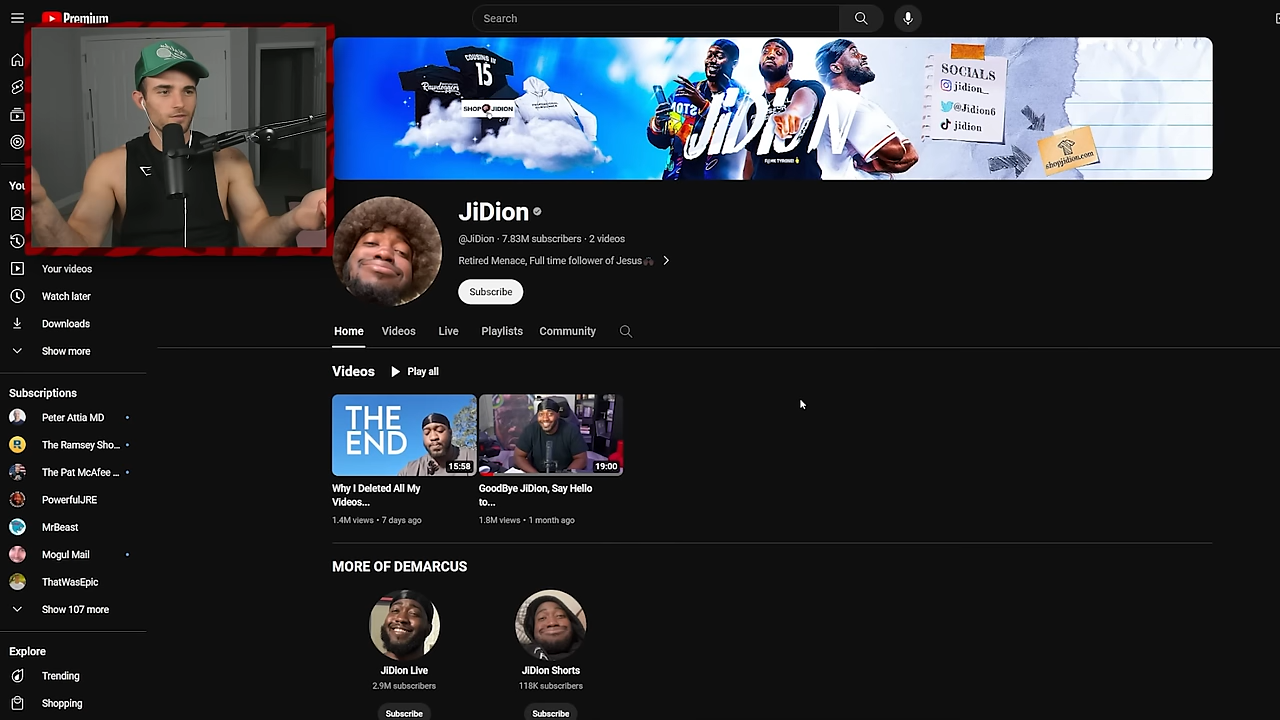 Premium
Search
COUSINS III
15
SHOP JIDION
JiDiON
SOCIALS
jidion_
@Jidion6
jidion
shopjidion.com
You
JiDion
@JiDion · 7.83M subscribers · 2 videos
Retired Menace, Full time follower of Jesus
Subscribe
Your videos
Watch later
Downloads
Show more
Home Videos Live Playlists Community
Videos Play all
Subscriptions
Peter Attia MD
The Ramsey Sho...
The Pat McAfee ...
PowerfulJRE
MrBeast
Mogul Mail
ThatWasEpic
Show 107 more
THE
END
15:58
19:00
Why I Deleted All My
Videos...
1.4M views • 7 days ago
GoodBye JiDion, Say Hello
to...
1.8M views • 1 month ago
MORE OF DEMARCUS
JiDion Live
2.9M subscribers
Subscribe
JiDion Shorts
118K subscribers
Subscribe
Explore
Trending
Shopping